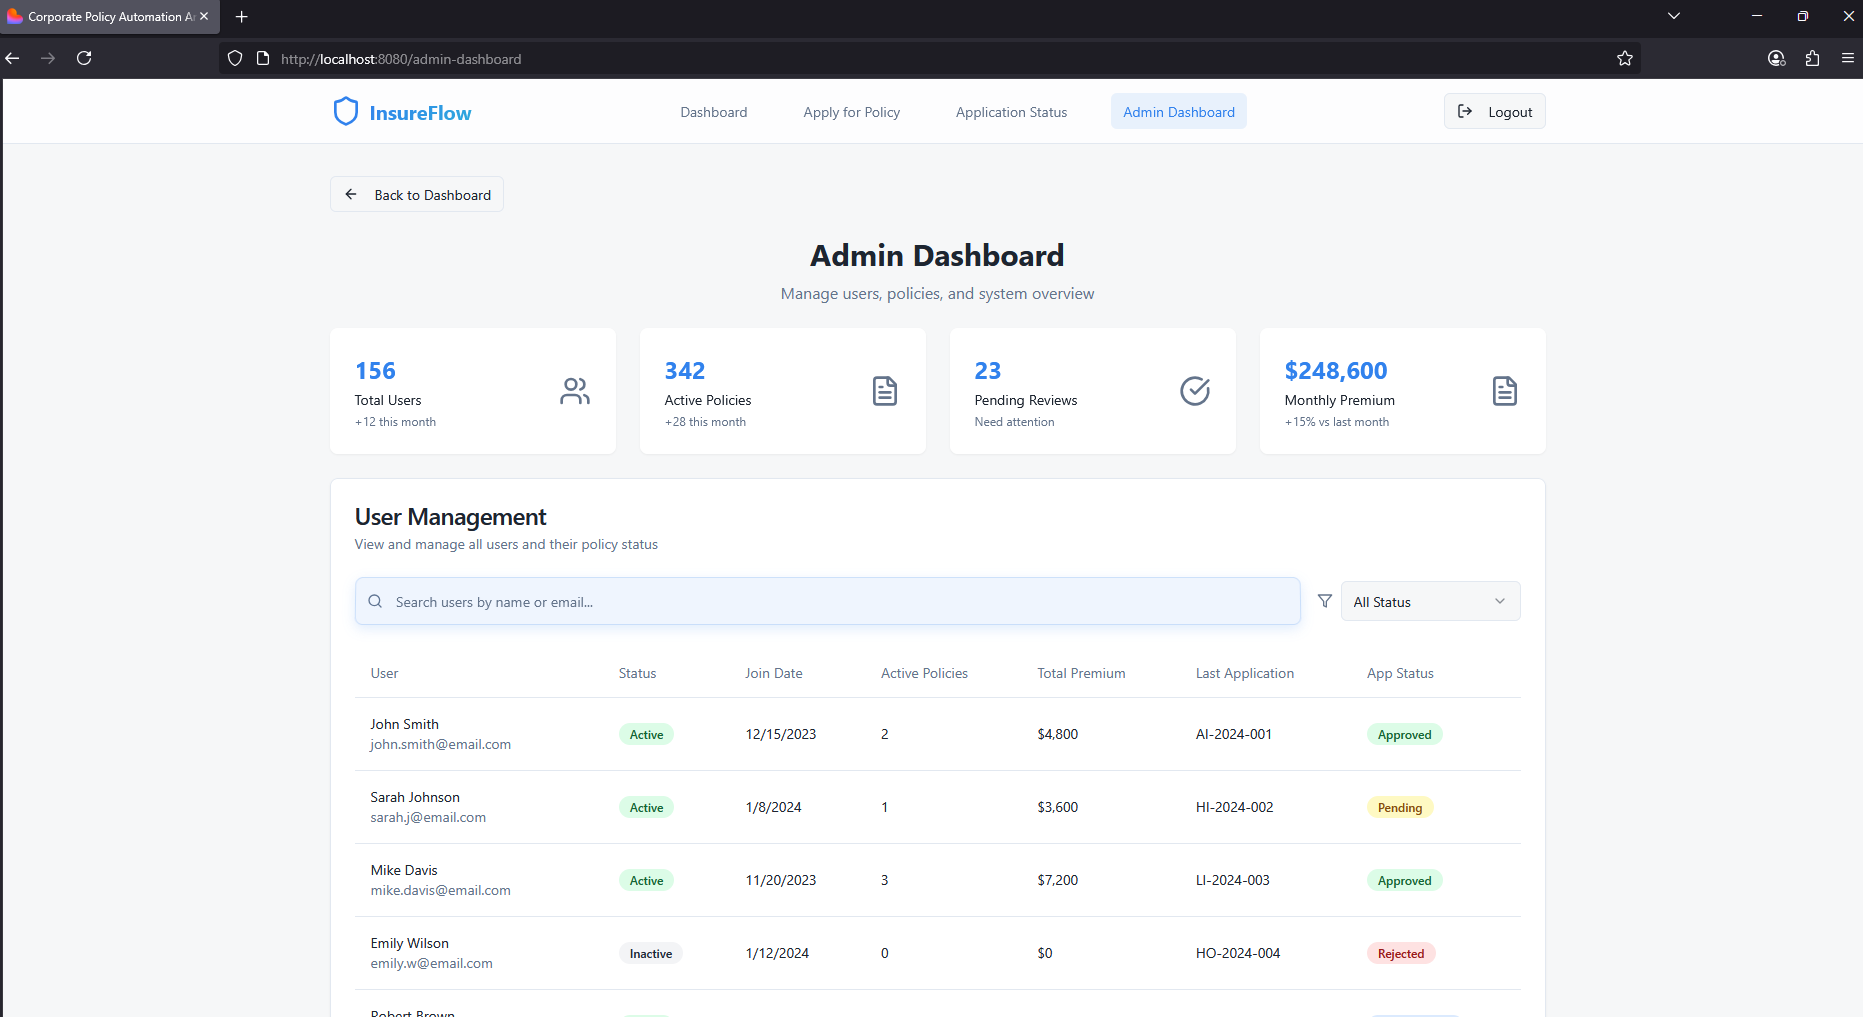 Corporate Policy Automation A
http://localhost:8080/admin-dashboard
InsureFlow
Dashboard
Apply for Policy
Application Status
Admin Dashboard
Logout
Back to Dashboard
Admin Dashboard
Manage users, policies, and system overview
156
Total Users
+12 this month
342
Active Policies
+28 this month
23
Pending Reviews
Need attention
$248,600
Monthly Premium
+15% vs last month
User Management
View and manage all users and their policy status
Search users by name or email...
All Status
User Status Join Date Active Policies Total Premium Last Application App Status
John Smith
john.smith@email.com
Active 12/15/2023 2 $4,800 AI-2024-001 Approved
Sarah Johnson
sarah.j@email.com
Active 1/8/2024 1 $3,600 HI-2024-002 Pending
Mike Davis
mike.davis@email.com
Active 11/20/2023 3 $7,200 LI-2024-003 Approved
Emily Wilson
emily.w@email.com
Inactive 1/12/2024 0 $0 HO-2024-004 Rejected
Robert Brown